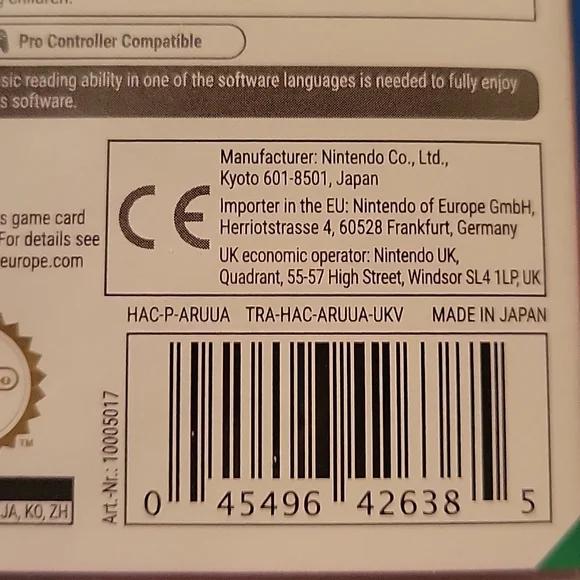 children.
Pro Controller Compatible
sic reading ability in one of the software languages is needed to fully enjoy
s software.
Manufacturer: Nintendo Co., Ltd.,
Kyoto 601-8501, Japan
Importer in the EU: Nintendo of Europe GmbH,
Herriotstrasse 4, 60528 Frankfurt, Germany
UK economic operator: Nintendo UK,
Quadrant, 55-57 High Street, Windsor SL4 1LP, UK
CE
s game card
For details see
europe.com
HAC-P-ARUUA TRA-HAC-ARUUA-UKV MADE IN JAPAN
TM
JA, KO, ZH
Art.-Nr.: 10005017
0 45496 42638 5